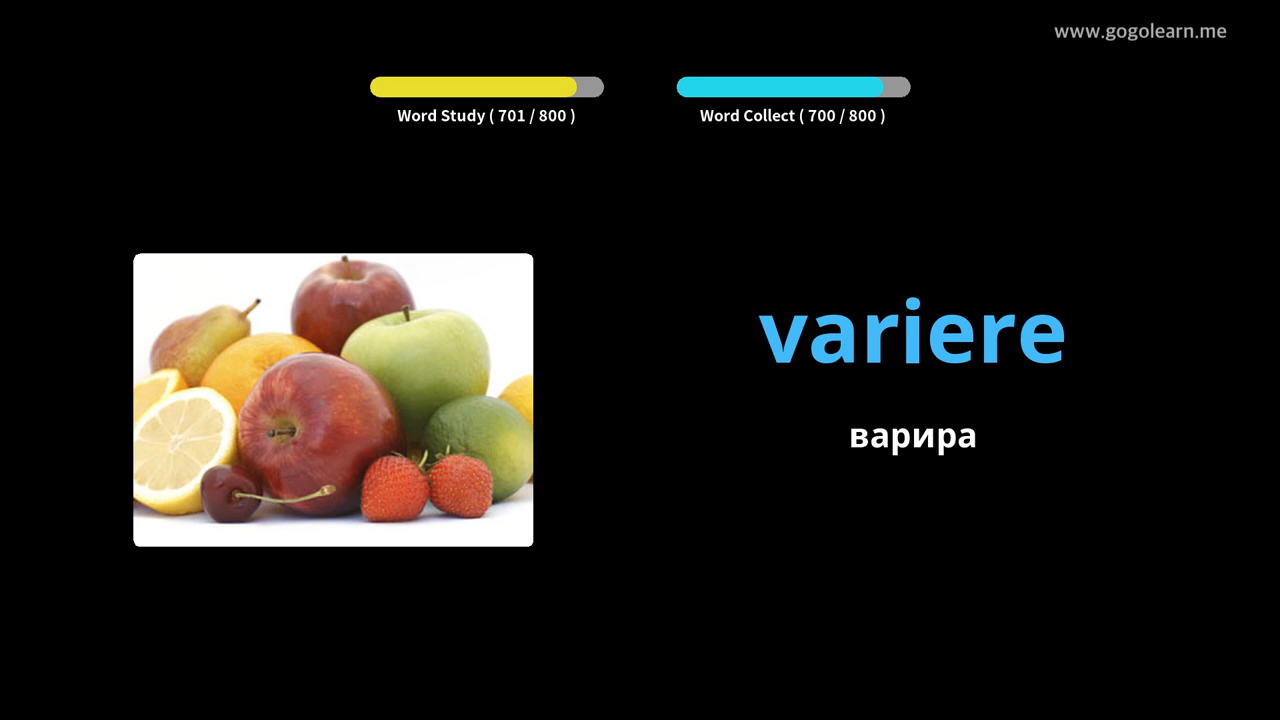 www.gogolearn.me
Word Study ( 701 / 800 )
Word Collect ( 700 / 800 )
variere
варира